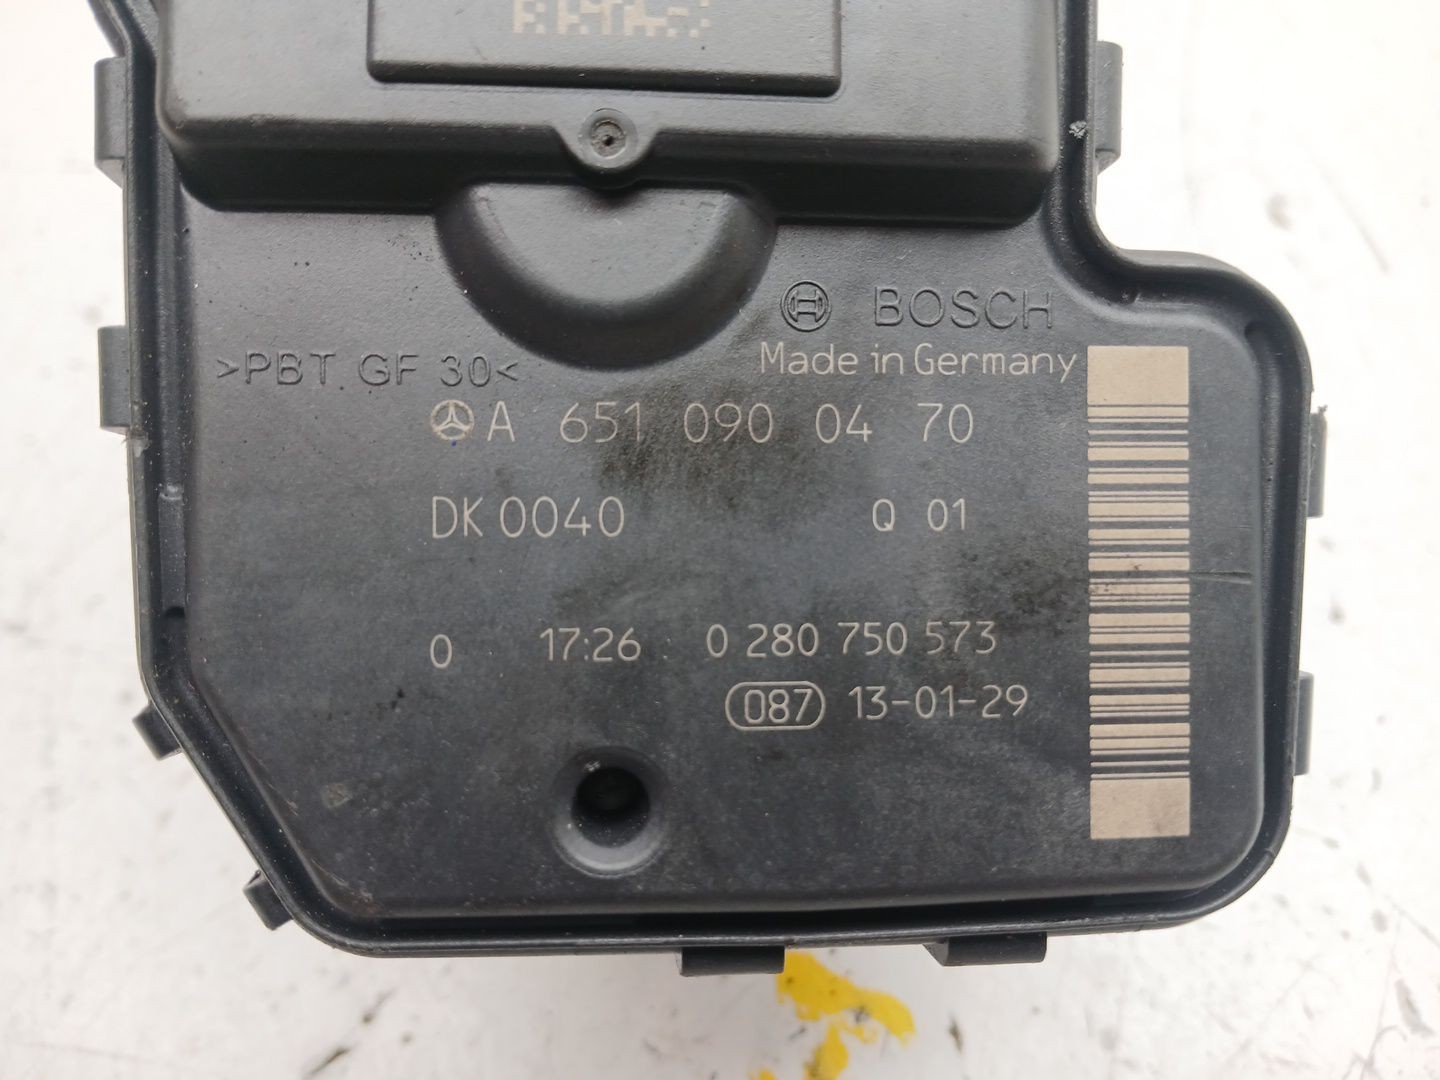 BOSCH
Made in Germany
>PBT GF 30<
A 651 090 04 70
DK 0040 Q 01
0 17:26 0 280 750 573
087 13-01-29